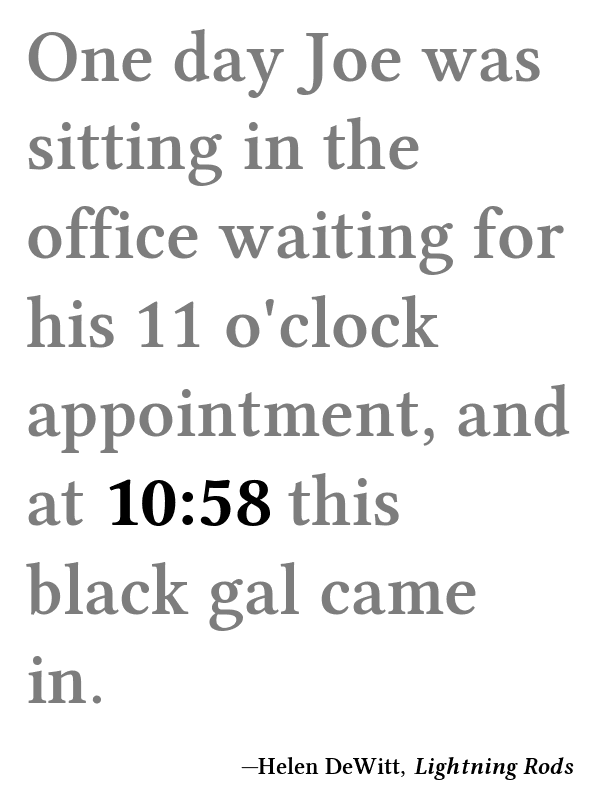 One day Joe was
sitting in the
office waiting for
his 11 o'clock
appointment, and
at 10:58 this
black gal came
in.
—Helen DeWitt, Lightning Rods